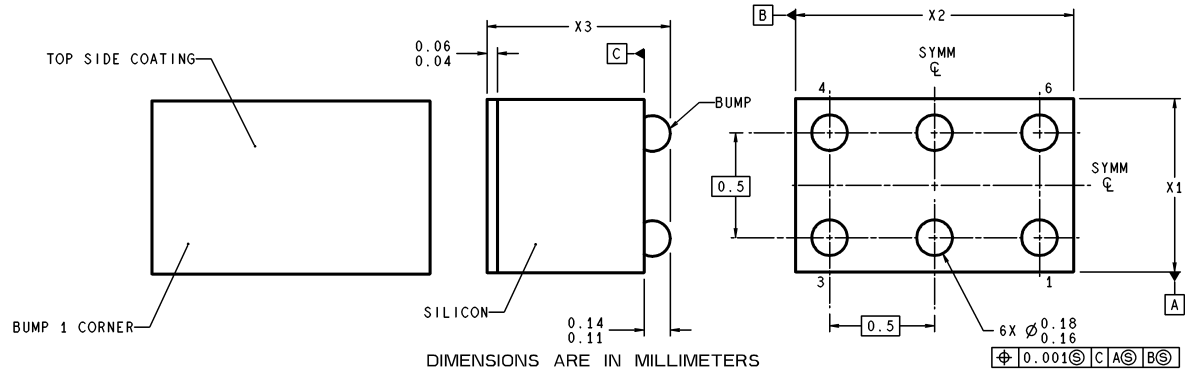 TOP SIDE COATING
BUMP 1 CORNER
X3
0.06
0.04
C
BUMP
SILICON
0.14
0.11
B
X2
SYMM
℄
4
6
0.5
SYMM
℄
X1
3
1
A
0.5
6X Ø 0.18
0.16
⌖ 0.001Ⓢ C AⓈ BⓈ
DIMENSIONS ARE IN MILLIMETERS